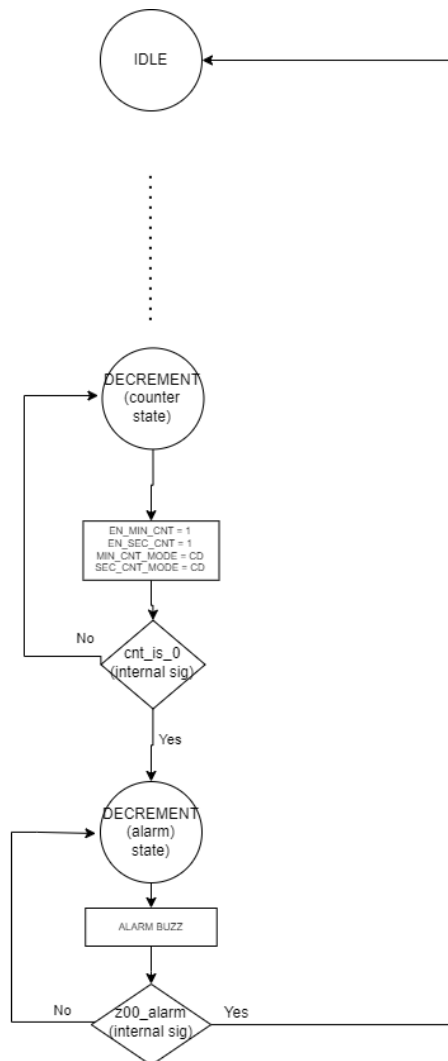 IDLE
DECREMENT
(counter
state)
EN_MIN_CNT = 1
EN_SEC_CNT = 1
MIN_CNT_MODE = CD
SEC_CNT_MODE = CD
No
cnt_is_0
(internal sig)
Yes
DECREMENT
(alarm)
state)
ALARM BUZZ
No
z00_alarm
(internal sig)
Yes